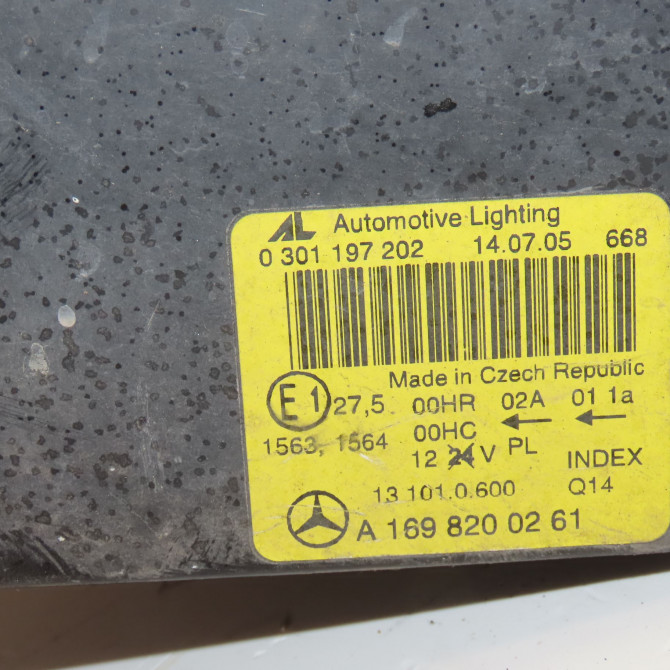 AL Automotive Lighting
0 301 197 202 14.07.05 668
Made in Czech Republic
E1 27,5 00HR 02A 01 1a
1563, 1564 00HC
12 24 V PL INDEX
13 101.0.600 Q14
A 169 820 02 61